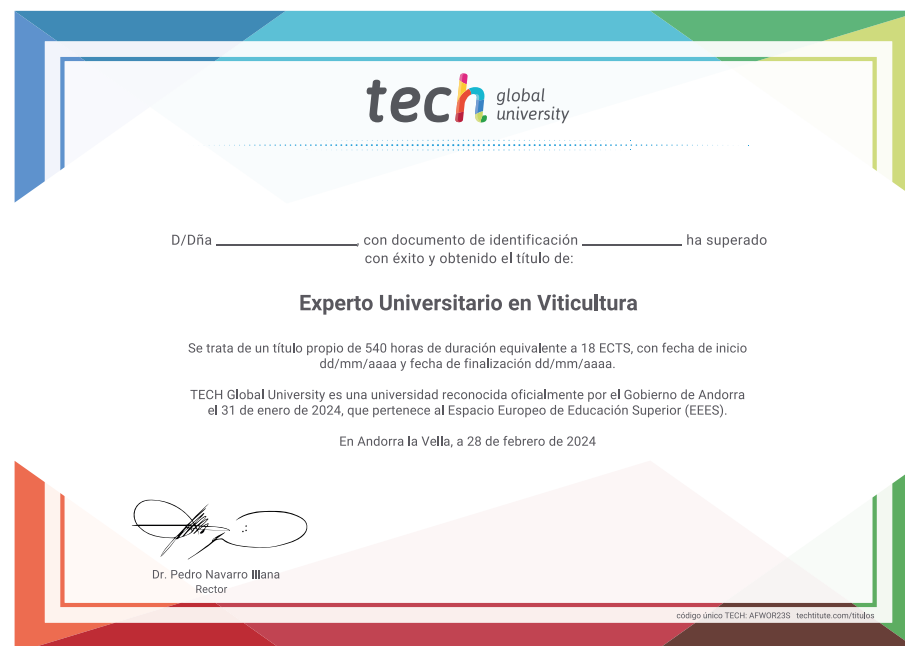 tech global university
D/Dña ______________, con documento de identificación __________ ha superado
con éxito y obtenido el título de:
Experto Universitario en Viticultura
Se trata de un título propio de 540 horas de duración equivalente a 18 ECTS, con fecha de inicio
dd/mm/aaaa y fecha de finalización dd/mm/aaaa.
TECH Global University es una universidad reconocida oficialmente por el Gobierno de Andorra
el 31 de enero de 2024, que pertenece al Espacio Europeo de Educación Superior (EEES).
En Andorra la Vella, a 28 de febrero de 2024
Dr. Pedro Navarro Illana
Rector
código único TECH: AFWOR23S techtitute.com/titulos